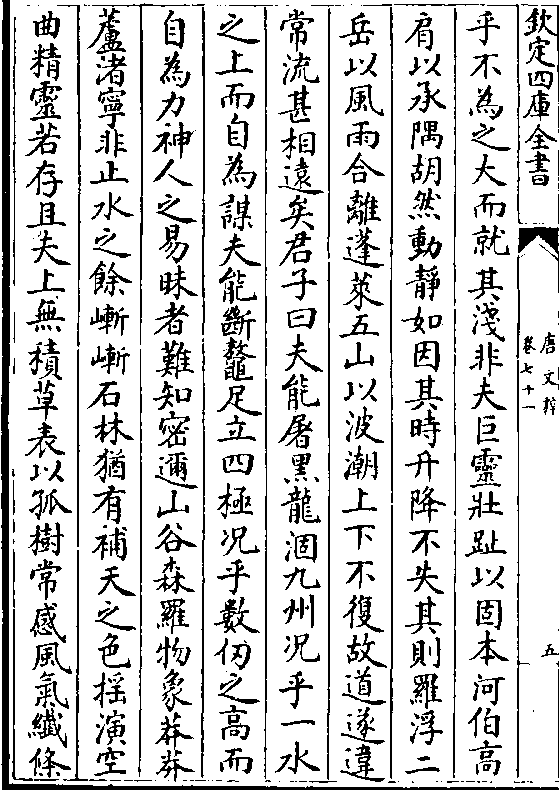 欽定四庫全書
唐文粹
卷七十一
五
乎不為之大而就其淺非夫巨靈壯趾以固本河伯高
肩以承隅胡然動靜如因其時升降不失其則羅浮二
岳以風雨合離蓬萊五山以波潮上下不復故道遂違
常流甚相遠矣君子曰夫能屠黑龍涸九州况乎一水
之上而自為謀夫能斷鼇足立四極况乎數仞之高而
自為力神人之易昧者難知密邇山谷森羅物象莽莽
蘆渚寧非止水之餘嶄嶄石林猶有補天之色揺演空
曲精靈若存且夫上無積草表以孤樹常感風氣纖條